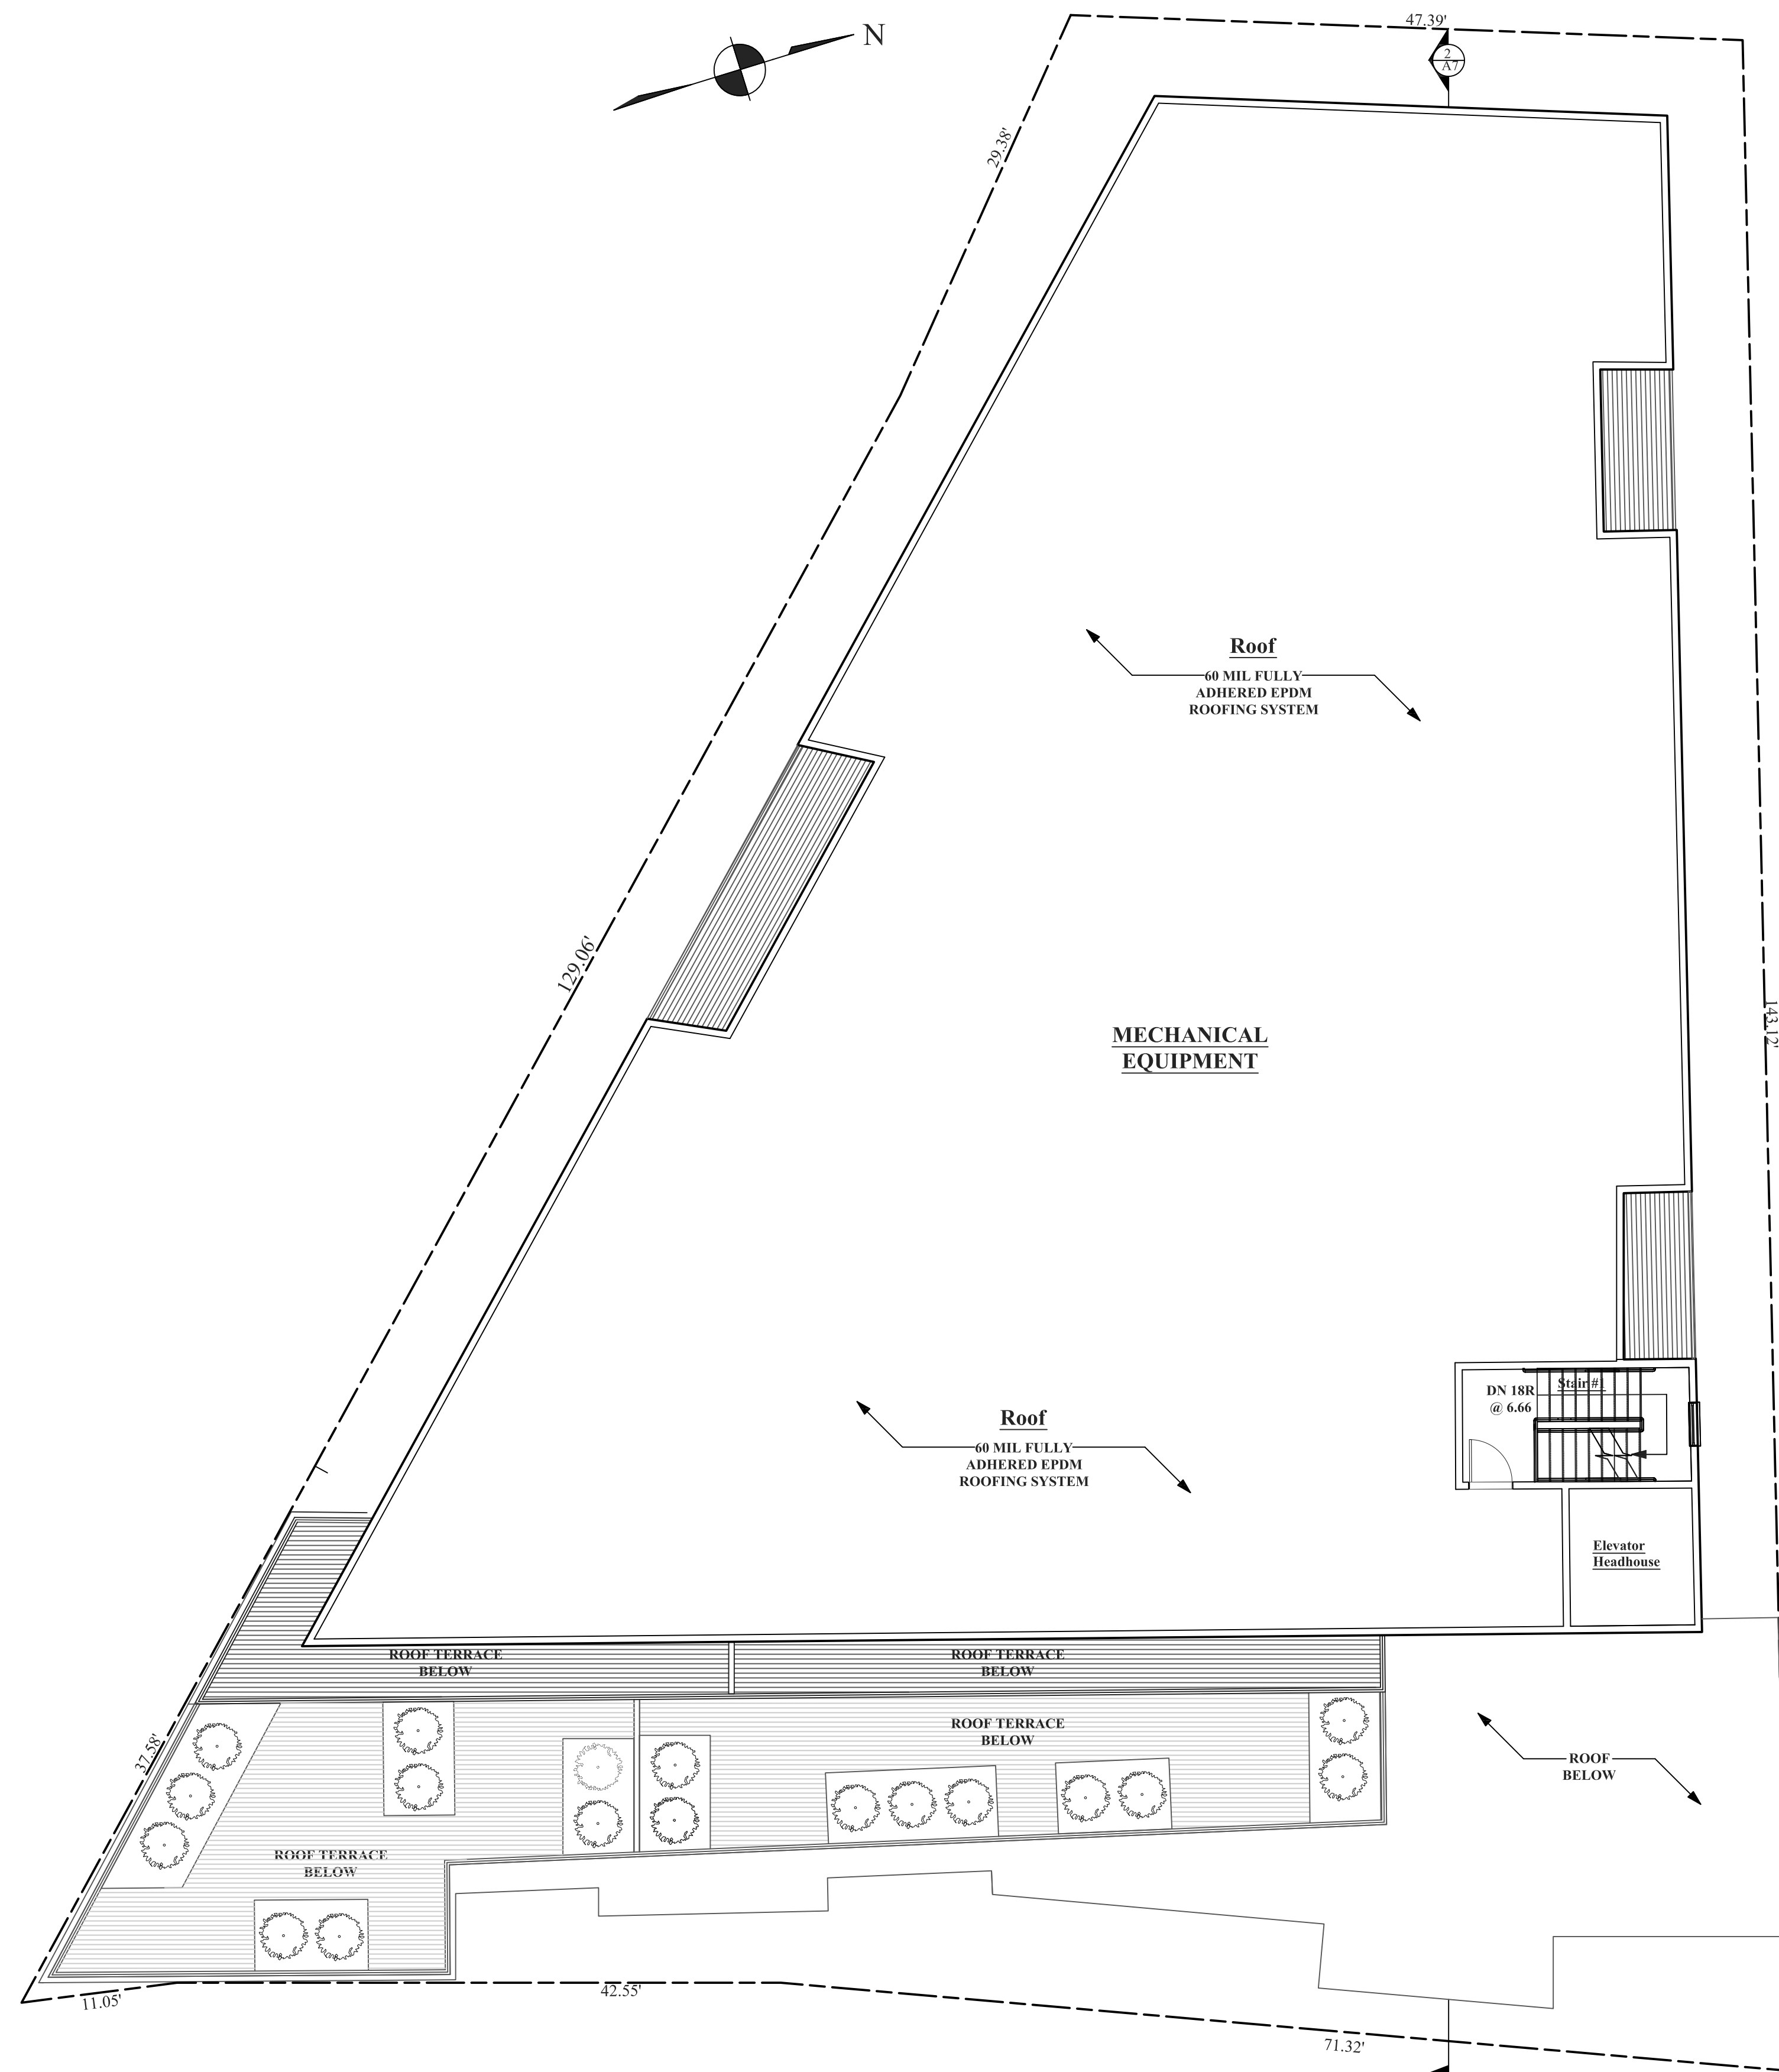 47.39'
N
2
A7
29.38'
Roof
60 MIL FULLY
ADHERED EPDM
ROOFING SYSTEM
129.06'
143.12'
MECHANICAL
EQUIPMENT
Stair #1
DN 18R
@ 6.66
Roof
60 MIL FULLY
ADHERED EPDM
ROOFING SYSTEM
Elevator
Headhouse
ROOF TERRACE
BELOW
ROOF TERRACE
BELOW
ROOF TERRACE
BELOW
37.58'
ROOF
BELOW
ROOF TERRACE
BELOW
11.05'
42.55'
71.32'